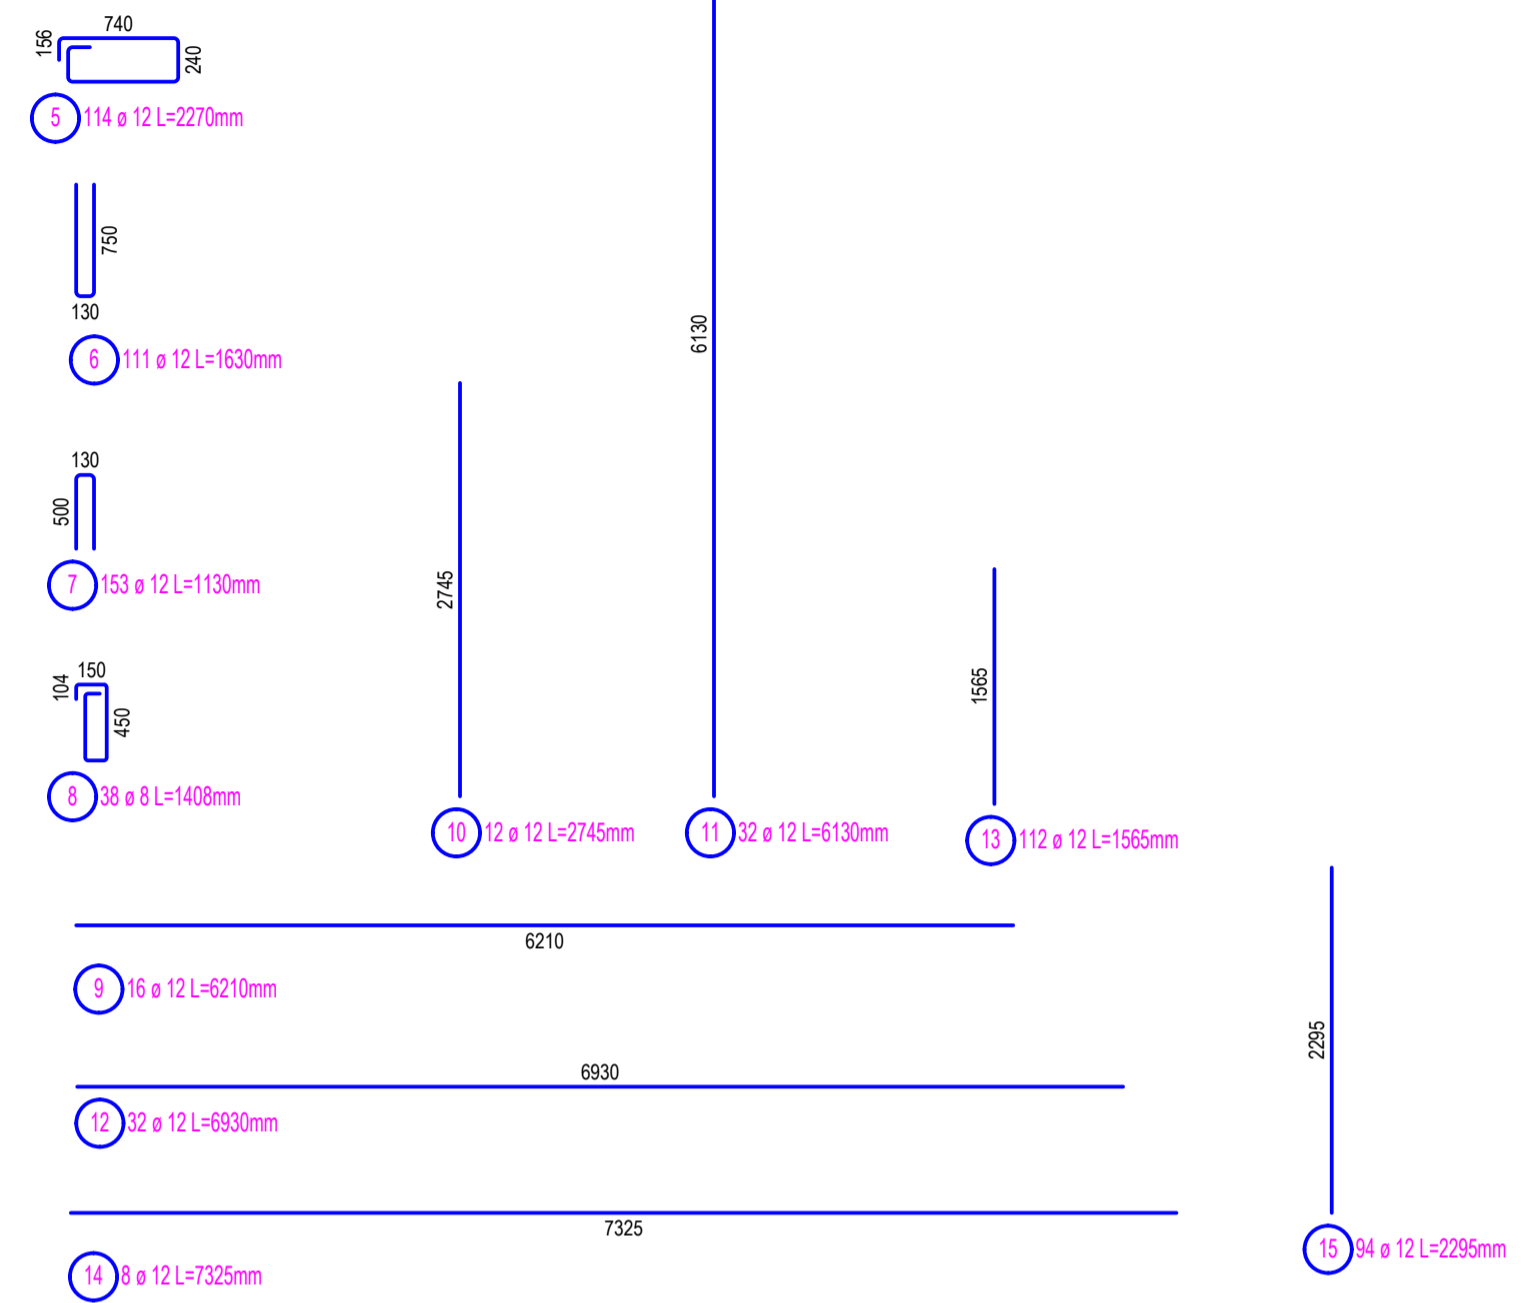 740
156
240
5 114 ø 12 L=2270mm
750
130
6 111 ø 12 L=1630mm
130
500
7 153 ø 12 L=1130mm
150
104
450
8 38 ø 8 L=1408mm
2745
10 12 ø 12 L=2745mm
6130
11 32 ø 12 L=6130mm
1565
13 112 ø 12 L=1565mm
6210
9 16 ø 12 L=6210mm
6930
12 32 ø 12 L=6930mm
7325
14 8 ø 12 L=7325mm
2295
15 94 ø 12 L=2295mm